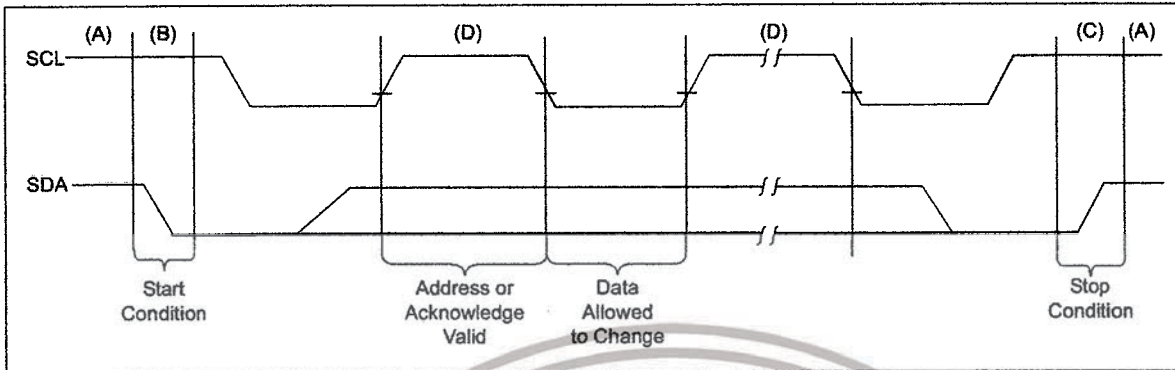 (A) (B) (D) (D) (C) (A)
SCL
SDA
Start
Condition
Address or
Acknowledge
Valid
Data
Allowed
to Change
Stop
Condition